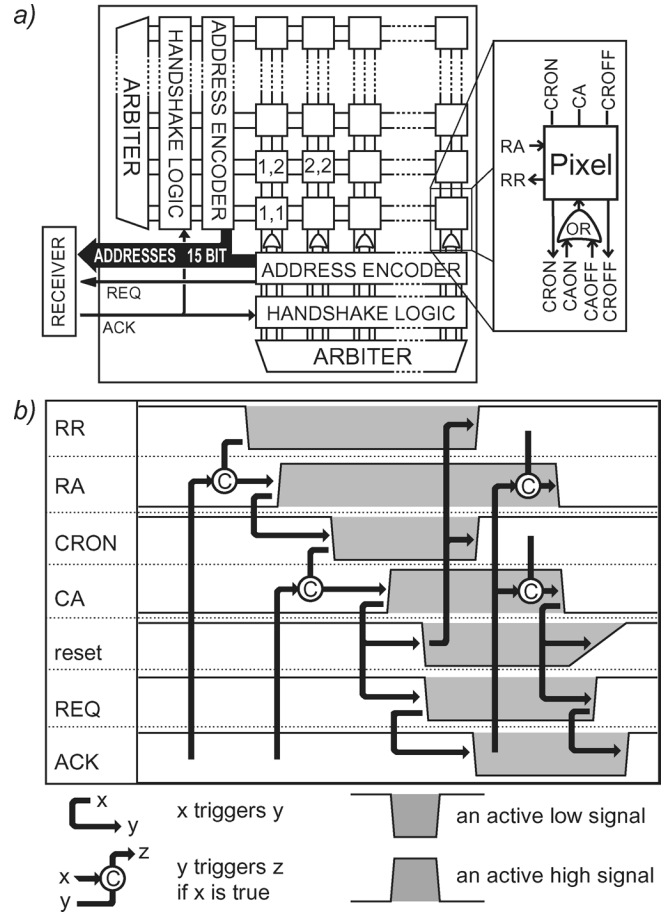 a)
ARBITER
HANDSHAKE LOGIC
ADDRESS ENCODER
1,2
2,2
1,1
CRON
CA
CROFF
RA
RR
Pixel
OR
CRON
CAON
CAOFF
CROFF
RECEIVER
ADDRESSES 15 BIT
REQ
ACK
ADDRESS ENCODER
HANDSHAKE LOGIC
ARBITER
b)
RR
RA
C
C
CRON
CA
C
C
reset
REQ
ACK
x
y
x triggers y
an active low signal
z
x
C
y
y triggers z
if x is true
an active high signal